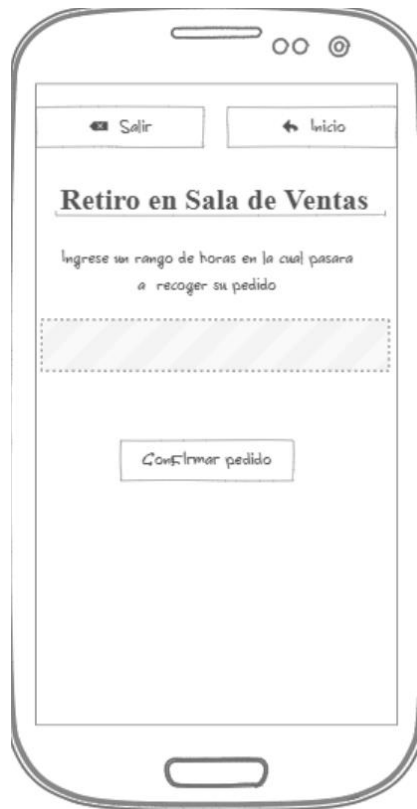 Salir
Inicio
Retiro en Sala de Ventas
Ingrese un rango de horas en la cual pasara
a recoger su pedido
Confirmar pedido